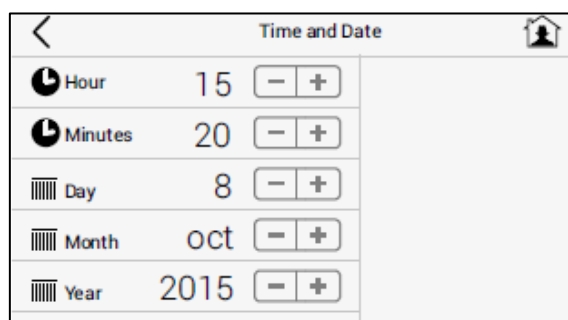 Time and Date
Hour 15 - +
Minutes 20 - +
Day 8 - +
Month oct - +
Year 2015 - +